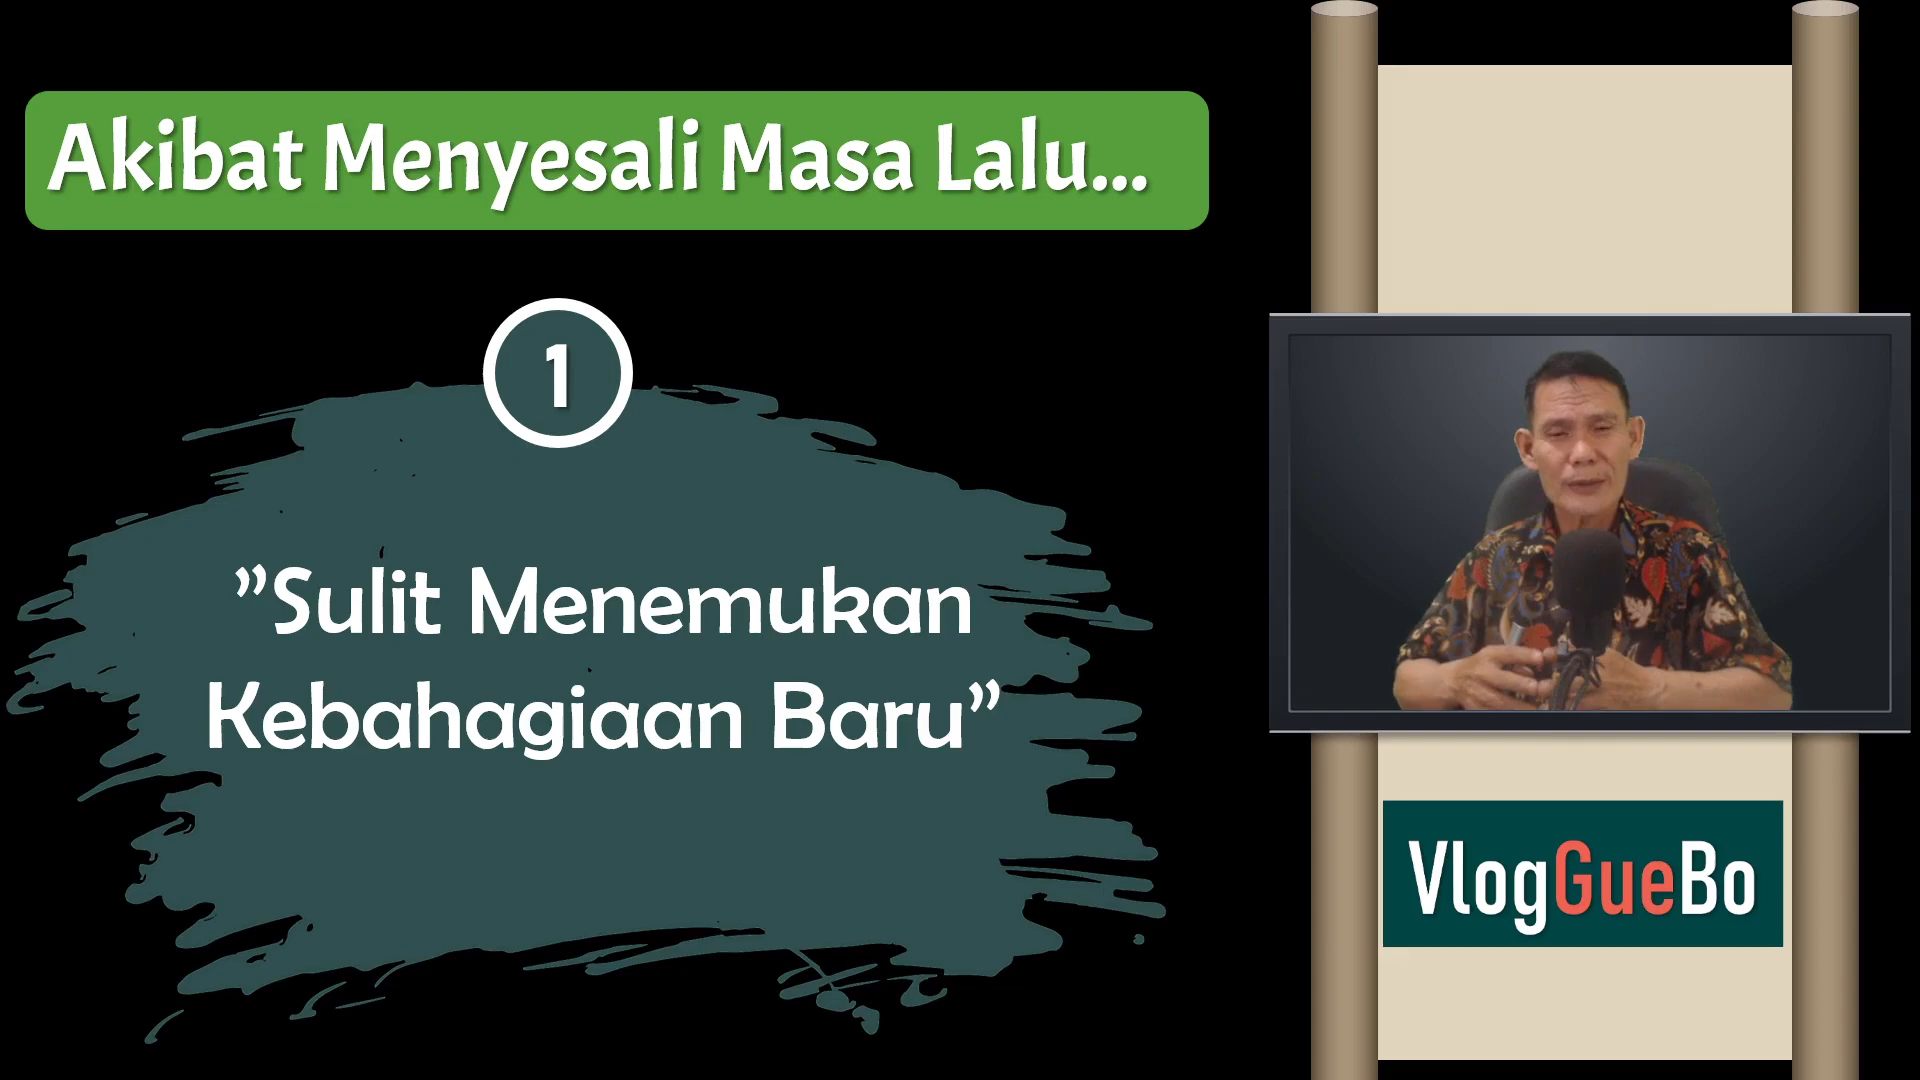 Akibat Menyesali Masa Lalu...
1
”Sulit Menemukan
Kebahagiaan Baru”
VlogGueBo